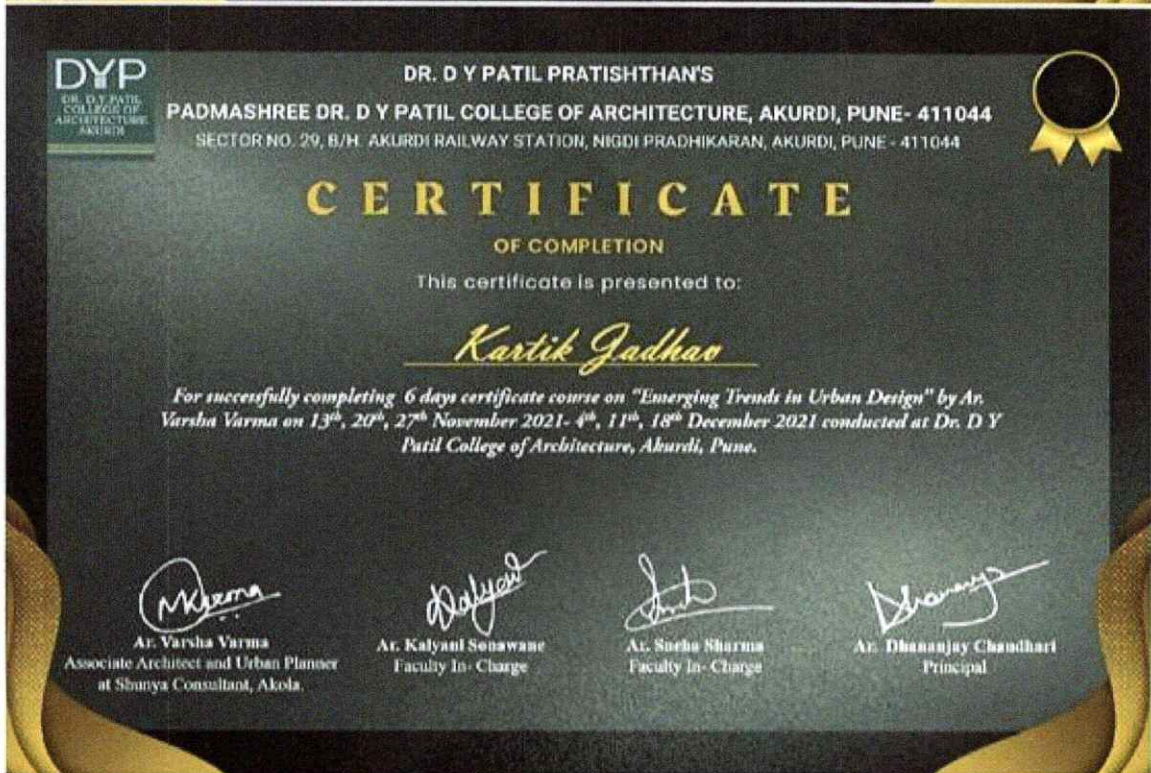 DYP
DR. D.Y. PATIL
COLLEGE OF
ARCHITECTURE
AKURDI
DR. D Y PATIL PRATISHTHAN'S
PADMASHREE DR. D Y PATIL COLLEGE OF ARCHITECTURE, AKURDI, PUNE- 411044
SECTOR NO. 29, B/H. AKURDI RAILWAY STATION, NIGDI PRADHIKARAN, AKURDI, PUNE - 411044
CERTIFICATE
OF COMPLETION
This certificate is presented to:
Kartik Jadhav
For successfully completing 6 days certificate course on "Emerging Trends in Urban Design" by Ar.
Varsha Varma on 13th, 20th, 27th November 2021- 4th, 11th, 18th December 2021 conducted at Dr. D Y
Patil College of Architecture, Akurdi, Pune.
Ar. Varsha Varma
Associate Architect and Urban Planner
at Shunya Consultant, Akola.
Ar. Kalyani Sonawane
Faculty In- Charge
Ar. Sneha Sharma
Faculty In- Charge
Ar. Dhananjay Chaudhari
Principal